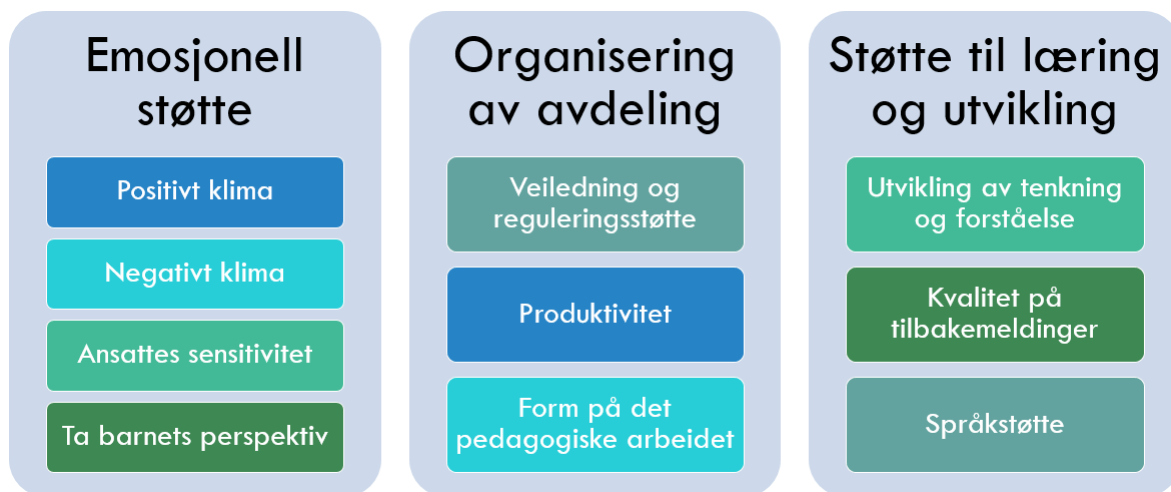 Emosjonell
støtte
Positivt klima
Negativt klima
Ansattes sensitivitet
Ta barnets perspektiv
Organisering
av avdeling
Veiledning og
reguleringsstøtte
Produktivitet
Form på det
pedagogiske arbeidet
Støtte til læring
og utvikling
Utvikling av tenkning
og forståelse
Kvalitet på
tilbakemeldinger
Språkstøtte